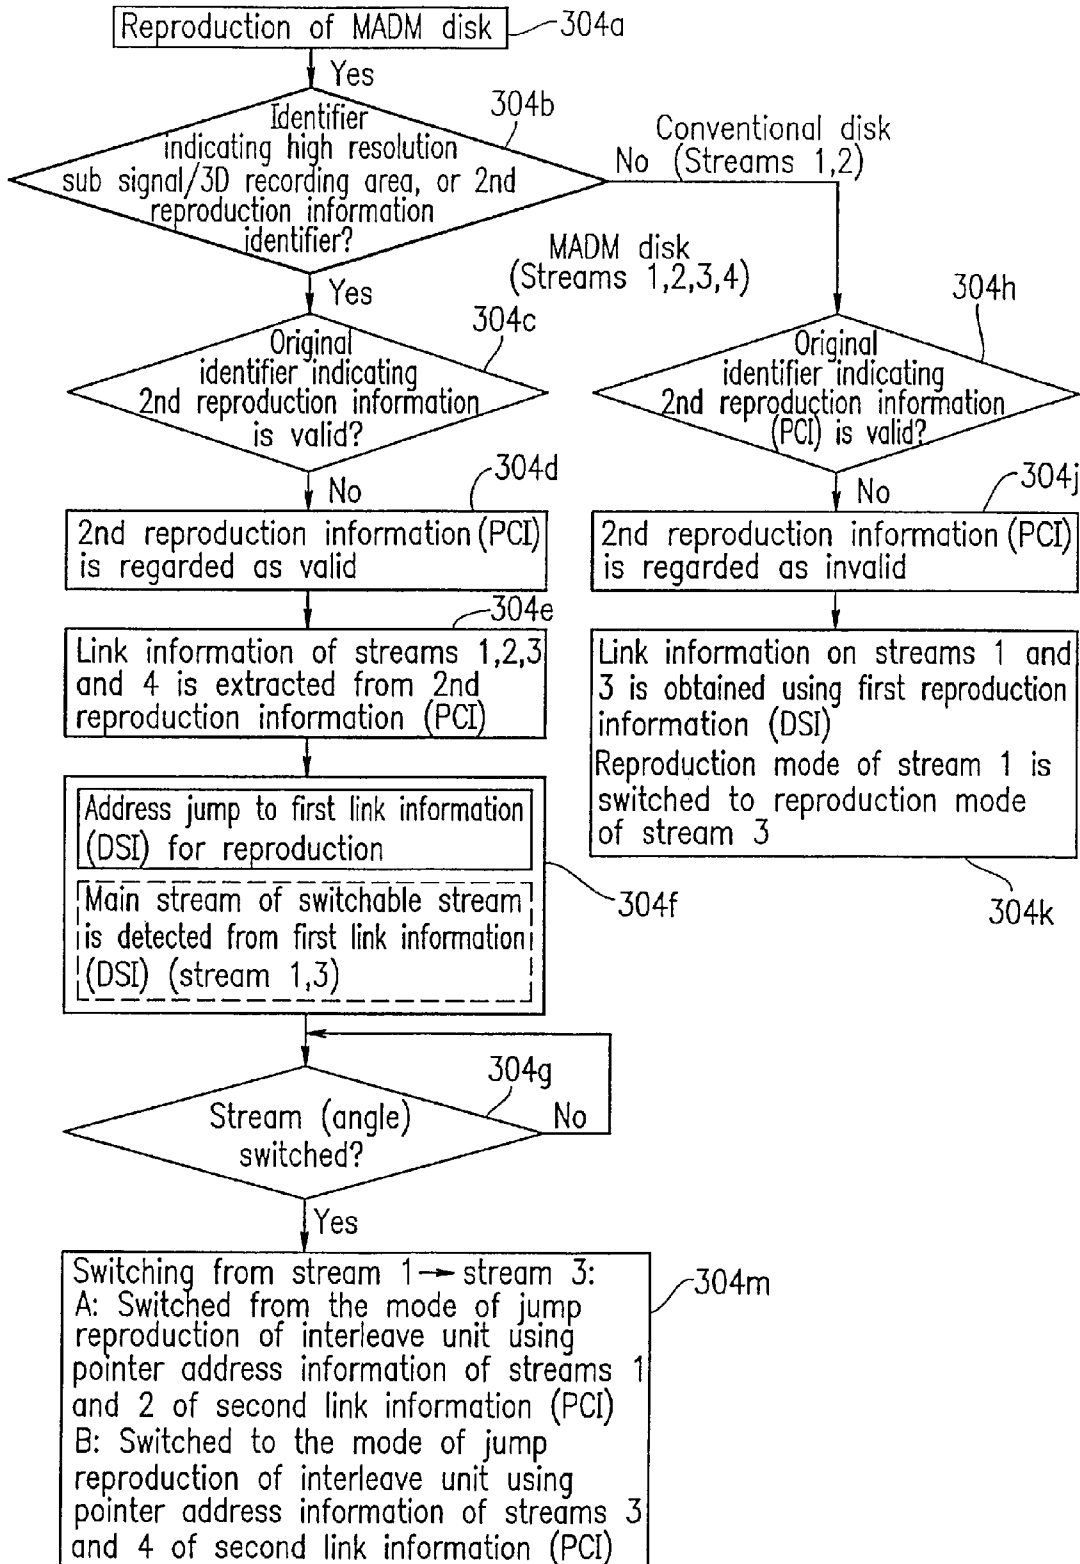 Reproduction of MADM disk
304a
Yes
Identifier
indicating high resolution
sub signal/3D recording area, or 2nd
reproduction information
identifier?
304b
Conventional disk
No (Streams 1,2)
MADM disk
(Streams 1,2,3,4)
Yes
304c
Original
identifier indicating
2nd reproduction information
is valid?
304h
Original
identifier indicating
2nd reproduction information
(PCI) is valid?
No
304d
2nd reproduction information (PCI)
is regarded as valid
No
304j
2nd reproduction information (PCI)
is regarded as invalid
304e
Link information of streams 1,2,3
and 4 is extracted from 2nd
reproduction information (PCI)
Link information on streams 1 and
3 is obtained using first reproduction
information (DSI)
Reproduction mode of stream 1 is
switched to reproduction mode
of stream 3
304k
Address jump to first link information
(DSI) for reproduction
Main stream of switchable stream
is detected from first link information
(DSI) (stream 1,3)
304f
304g
Stream (angle)
switched?
No
Yes
Switching from stream 1→ stream 3:
A: Switched from the mode of jump
reproduction of interleave unit using
pointer address information of streams 1
and 2 of second link information (PCI)
B: Switched to the mode of jump
reproduction of interleave unit using
pointer address information of streams 3
and 4 of second link information (PCI)
304m